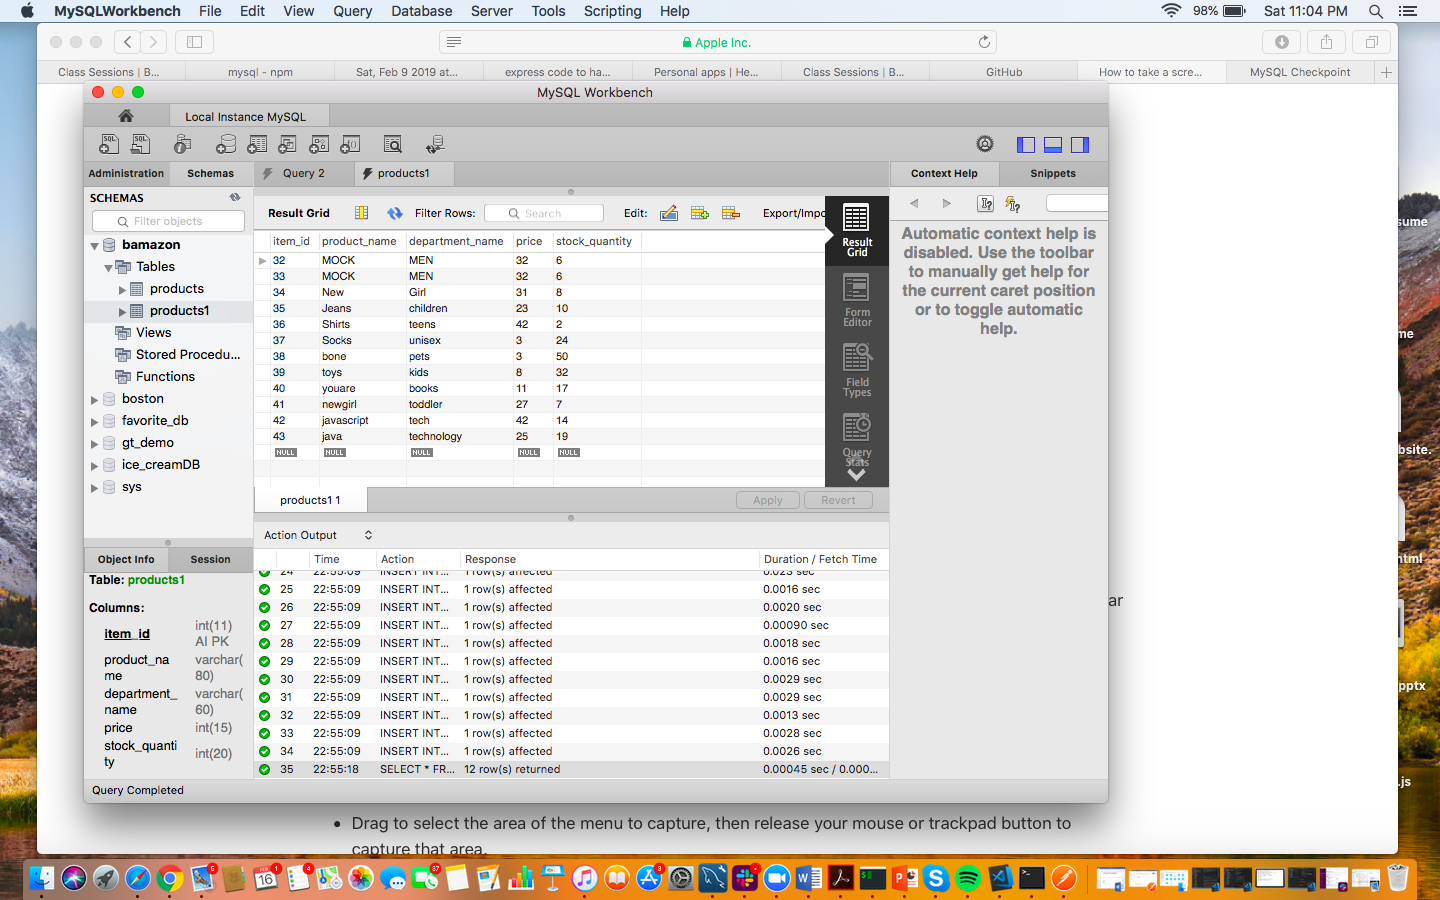 MySQLWorkbench File Edit View Query Database Server Tools Scripting Help 98% Sat 11:04 PM
Apple Inc.
Class Sessions | B... mysql - npm Sat, Feb 9 2019 at... express code to ha... Personal apps | He... Class Sessions | B... GitHub How to take a scre... MySQL Checkpoint
MySQL Workbench
Local Instance MySQL
Administration Schemas Query 2 products1 Context Help Snippets
SCHEMAS
Filter objects
bamazon
Tables
products
products1
Views
Stored Procedu...
Functions
boston
favorite_db
gt_demo
ice_creamDB
sys
Result Grid Filter Rows: Search Edit: Export/Impo
item_id product_name department_name price stock_quantity
32 MOCK MEN 32 6
33 MOCK MEN 32 6
34 New Girl 31 8
35 Jeans children 23 10
36 Shirts teens 42 2
37 Socks unisex 3 24
38 bone pets 3 50
39 toys kids 8 32
40 youare books 11 17
41 newgirl toddler 27 7
42 javascript tech 42 14
43 java technology 25 19
NULL NULL NULL NULL NULL
Result
Grid
Form
Editor
Field
Types
Query
Stats
Automatic context help is
disabled. Use the toolbar
to manually get help for
the current caret position
or to toggle automatic
help.
products1 1 Apply Revert
Action Output
Time Action Response Duration / Fetch Time
24 22:55:09 INSERT INT... 1 row(s) affected 0.023 sec
25 22:55:09 INSERT INT... 1 row(s) affected 0.0016 sec
26 22:55:09 INSERT INT... 1 row(s) affected 0.0020 sec
27 22:55:09 INSERT INT... 1 row(s) affected 0.00090 sec
28 22:55:09 INSERT INT... 1 row(s) affected 0.0018 sec
29 22:55:09 INSERT INT... 1 row(s) affected 0.0016 sec
30 22:55:09 INSERT INT... 1 row(s) affected 0.0029 sec
31 22:55:09 INSERT INT... 1 row(s) affected 0.0029 sec
32 22:55:09 INSERT INT... 1 row(s) affected 0.0013 sec
33 22:55:09 INSERT INT... 1 row(s) affected 0.0028 sec
34 22:55:09 INSERT INT... 1 row(s) affected 0.0026 sec
35 22:55:18 SELECT * FR... 12 row(s) returned 0.00045 sec / 0.000...
Object Info Session
Table: products1
Columns:
item_id int(11)
AI PK
product_na varchar(
me 80)
department_ varchar(
name 60)
price int(15)
stock_quanti int(20)
ty
Query Completed
ar
• Drag to select the area of the menu to capture, then release your mouse or trackpad button to
capture that area.
sume
me
bsite.
html
pptx
.js